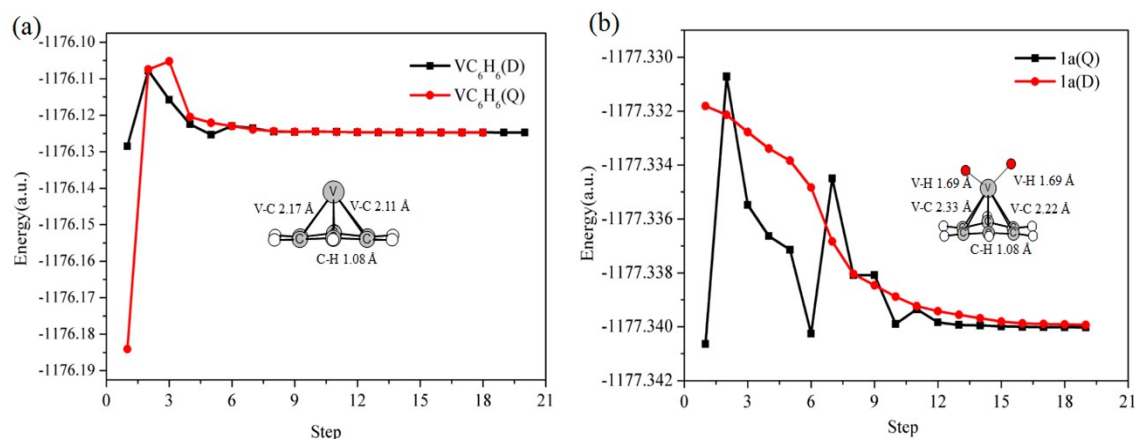 (a)
-1176.10
-1176.11
-1176.12
-1176.13
-1176.14
-1176.15
-1176.16
-1176.17
-1176.18
-1176.19
Energy(a.u.)
VC6H6(D)
VC6H6(Q)
V
V-C 2.17 Å
V-C 2.11 Å
C
C
C-H 1.08 Å
0 3 6 9 12 15 18 21
Step
(b)
-1177.330
-1177.332
-1177.334
-1177.336
-1177.338
-1177.340
-1177.342
Energy(a.u.)
1a(Q)
1a(D)
V-H 1.69 Å
V-H 1.69 Å
V
V-C 2.33 Å
V-C 2.22 Å
C
C
C
C-H 1.08 Å
0 3 6 9 12 15 18 21
Step